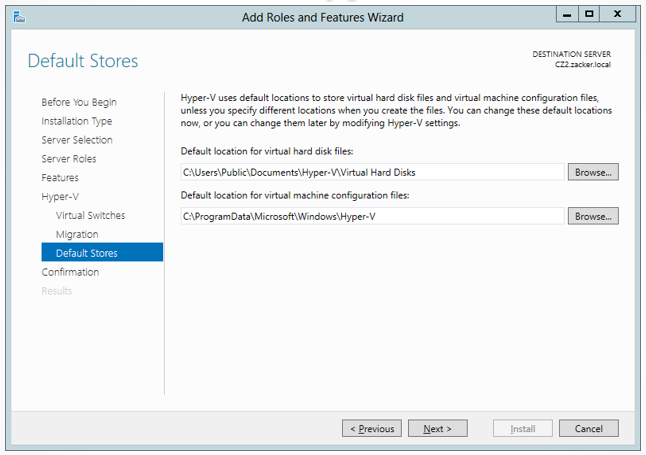 Add Roles and Features Wizard
Default Stores
DESTINATION SERVER
CZ2.zacker.local
Before You Begin
Installation Type
Server Selection
Server Roles
Features
Hyper-V
Virtual Switches
Migration
Default Stores
Confirmation
Results
Hyper-V uses default locations to store virtual hard disk files and virtual machine configuration files,
unless you specify different locations when you create the files. You can change these default locations
now, or you can change them later by modifying Hyper-V settings.
Default location for virtual hard disk files:
C:\Users\Public\Documents\Hyper-V\Virtual Hard Disks
Browse...
Default location for virtual machine configuration files:
C:\ProgramData\Microsoft\Windows\Hyper-V
Browse...
< Previous
Next >
Install
Cancel